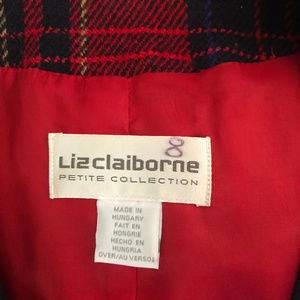 8
Lizclaiborne
PETITE COLLECTION
MADE IN
HUNGARY
FAIT EN
HONGRIE
HECHO EN
HUNGRIA
OVER/AU VERSO